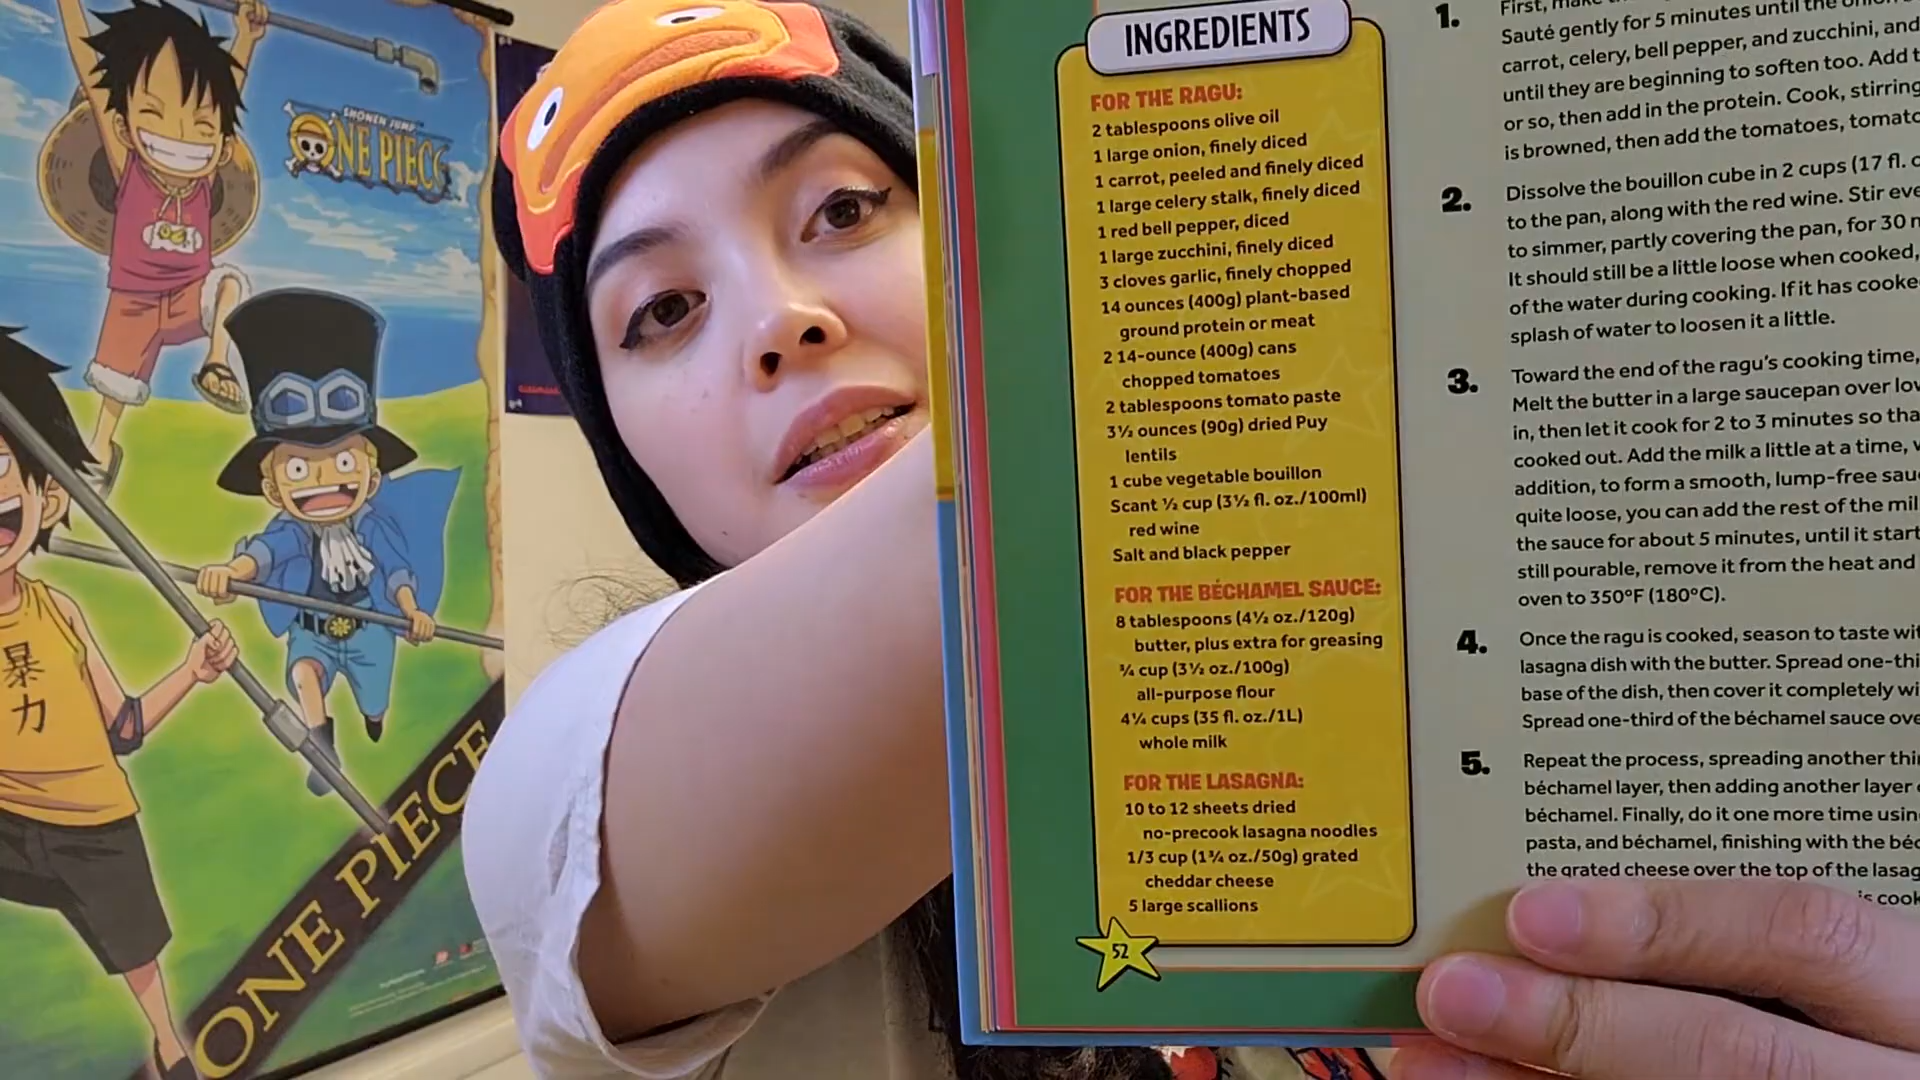 SHONEN JUMP
ONE PIECE
暴力
ONE PIECE
INGREDIENTS
FOR THE RAGU:
2 tablespoons olive oil
1 large onion, finely diced
1 carrot, peeled and finely diced
1 large celery stalk, finely diced
1 red bell pepper, diced
1 large zucchini, finely diced
3 cloves garlic, finely chopped
14 ounces (400g) plant-based
ground protein or meat
2 14-ounce (400g) cans
chopped tomatoes
2 tablespoons tomato paste
3½ ounces (90g) dried Puy
lentils
1 cube vegetable bouillon
Scant ½ cup (3½ fl. oz./100ml)
red wine
Salt and black pepper
FOR THE BÉCHAMEL SAUCE:
8 tablespoons (4½ oz./120g)
butter, plus extra for greasing
¾ cup (3½ oz./100g)
all-purpose flour
4¼ cups (35 fl. oz./1L)
whole milk
FOR THE LASAGNA:
10 to 12 sheets dried
no-precook lasagna noodles
1/3 cup (1¾ oz./50g) grated
cheddar cheese
5 large scallions
52
1. First, make
Sauté gently for 5 minutes until the
carrot, celery, bell pepper, and zucchini, and
until they are beginning to soften too. Add
or so, then add in the protein. Cook, stirring
is browned, then add the tomatoes,
2. Dissolve the bouillon cube in 2 cups (17 fl.
to the pan, along with the red wine. Stir
to simmer, partly covering the pan, for 30
It should still be a little loose when cooked,
of the water during cooking. If it has
splash of water to loosen it a little.
3. Toward the end of the ragu's cooking time,
Melt the butter in a large saucepan over
in, then let it cook for 2 to 3 minutes so
cooked out. Add the milk a little at a time,
addition, to form a smooth, lump-free
quite loose, you can add the rest of the
the sauce for about 5 minutes, until it
still pourable, remove it from the heat and
oven to 350°F (180°C).
4. Once the ragu is cooked, season to taste
lasagna dish with the butter. Spread
base of the dish, then cover it completely
Spread one-third of the béchamel sauce
5. Repeat the process, spreading another
béchamel layer, then adding another layer
béchamel. Finally, do it one more time
pasta, and béchamel, finishing with the
the grated cheese over the top of the
is